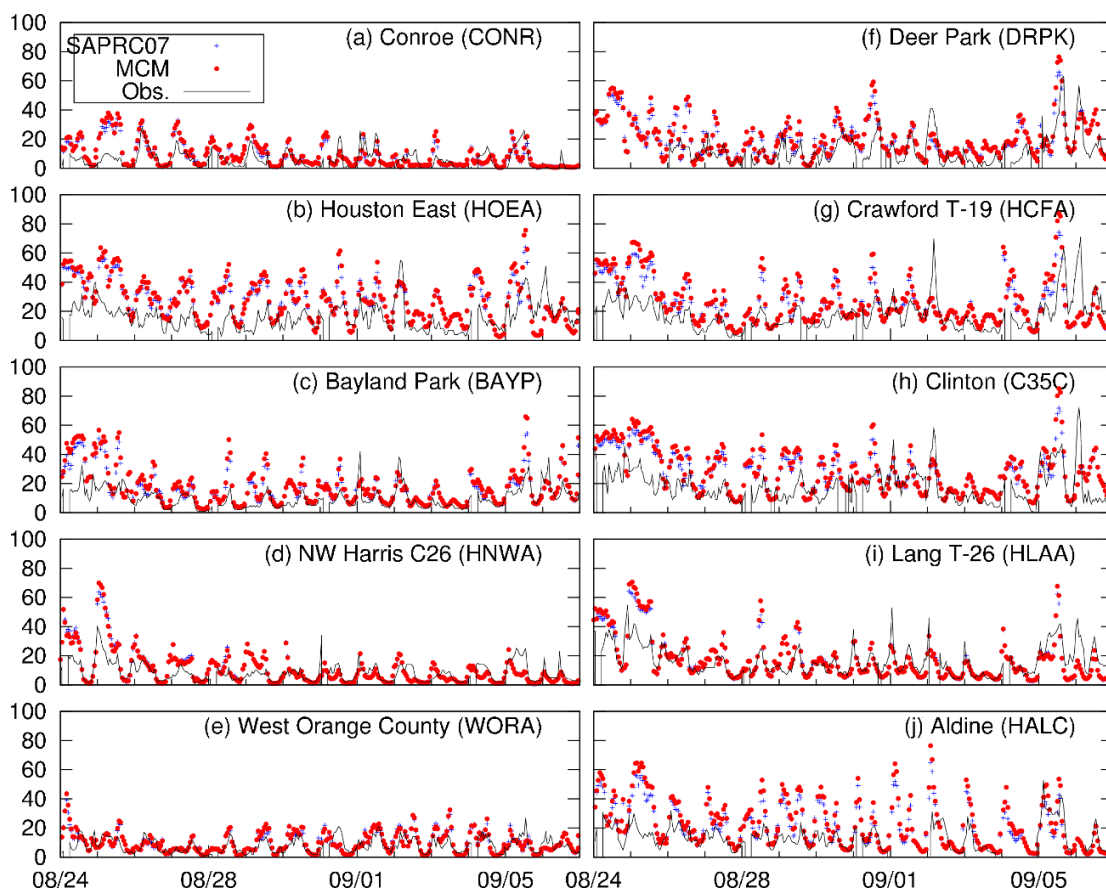 100
80
60
40
20
0
SAPRC07
MCM
Obs.
(a) Conroe (CONR)
(f) Deer Park (DRPK)
100
80
60
40
20
0
(b) Houston East (HOEA)
(g) Crawford T-19 (HCFA)
100
80
60
40
20
0
(c) Bayland Park (BAYP)
(h) Clinton (C35C)
100
80
60
40
20
0
(d) NW Harris C26 (HNWA)
(i) Lang T-26 (HLAA)
100
80
60
40
20
0
(e) West Orange County (WORA)
(j) Aldine (HALC)
08/24 08/28 09/01 09/05 08/24 08/28 09/01 09/05